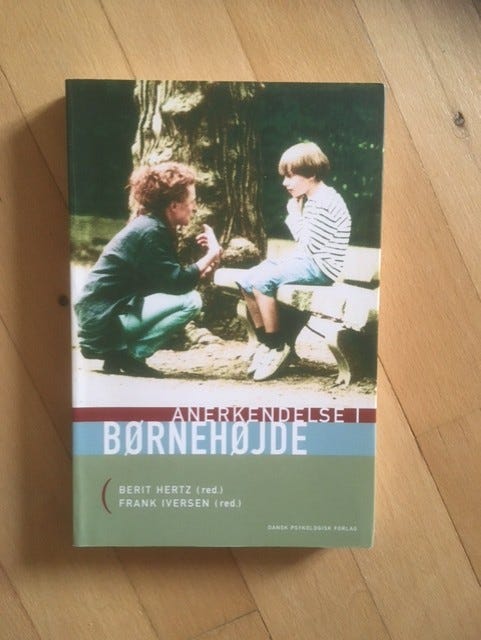 ANERKENDELSE I
BØRNEHØJDE
BERIT HERTZ (red.)
FRANK IVERSEN (red.)
DANSK PSYKOLOGISK FORLAG